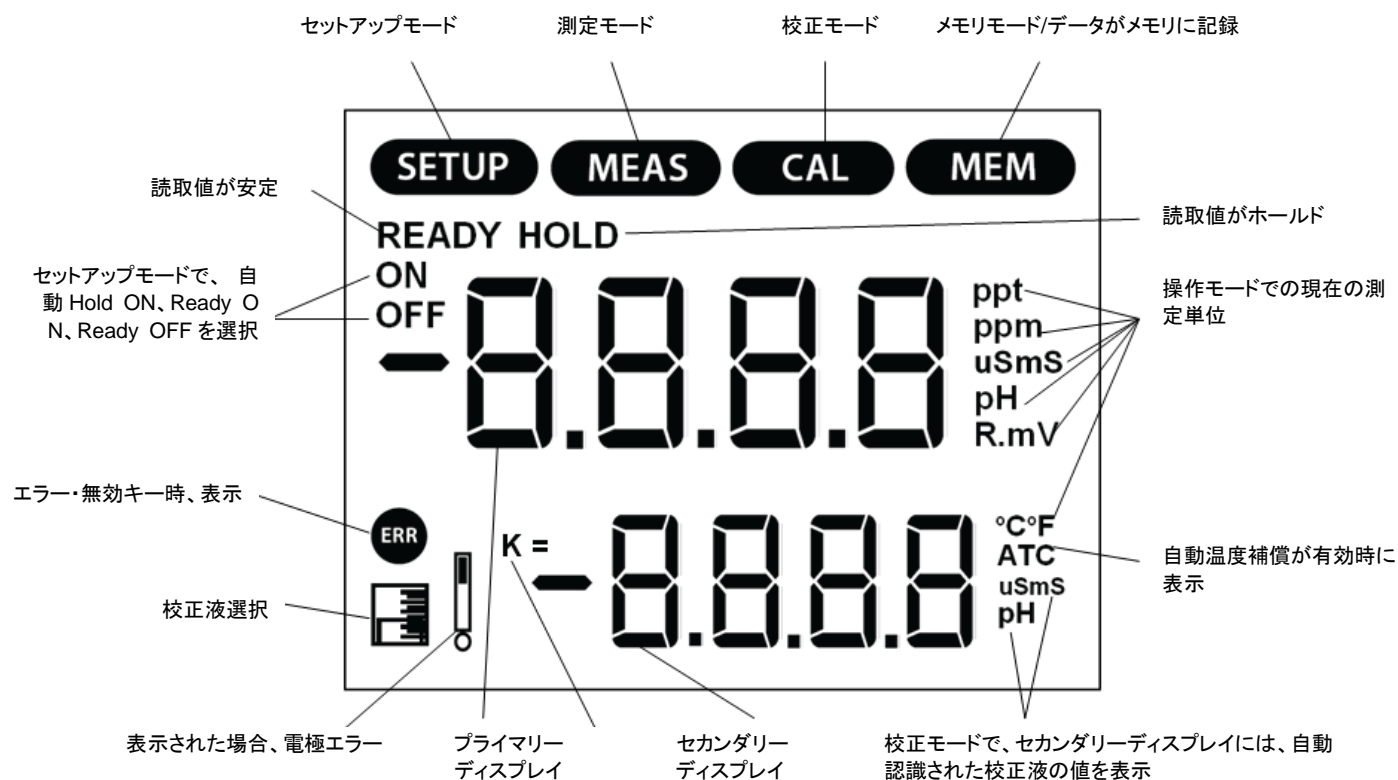 セットアップモード
測定モード
校正モード
メモリモード/データがメモリに記録
SETUP
MEAS
CAL
MEM
読取値が安定
READY HOLD
読取値がホールド
セットアップモードで、 自
動 Hold ON、Ready O
N、Ready OFF を選択
ON
OFF
-8.8.8.8
ppt
ppm
uSmS
pH
R.mV
操作モードでの現在の測
定単位
エラー・無効キー時、表示
ERR
K =
-8.8.8.8
°C°F
ATC
uSmS
pH
自動温度補償が有効時に
表示
校正液選択
表示された場合、電極エラー
プライマリー
ディスプレイ
セカンダリー
ディスプレイ
校正モードで、セカンダリーディスプレイには、自動
認識された校正液の値を表示